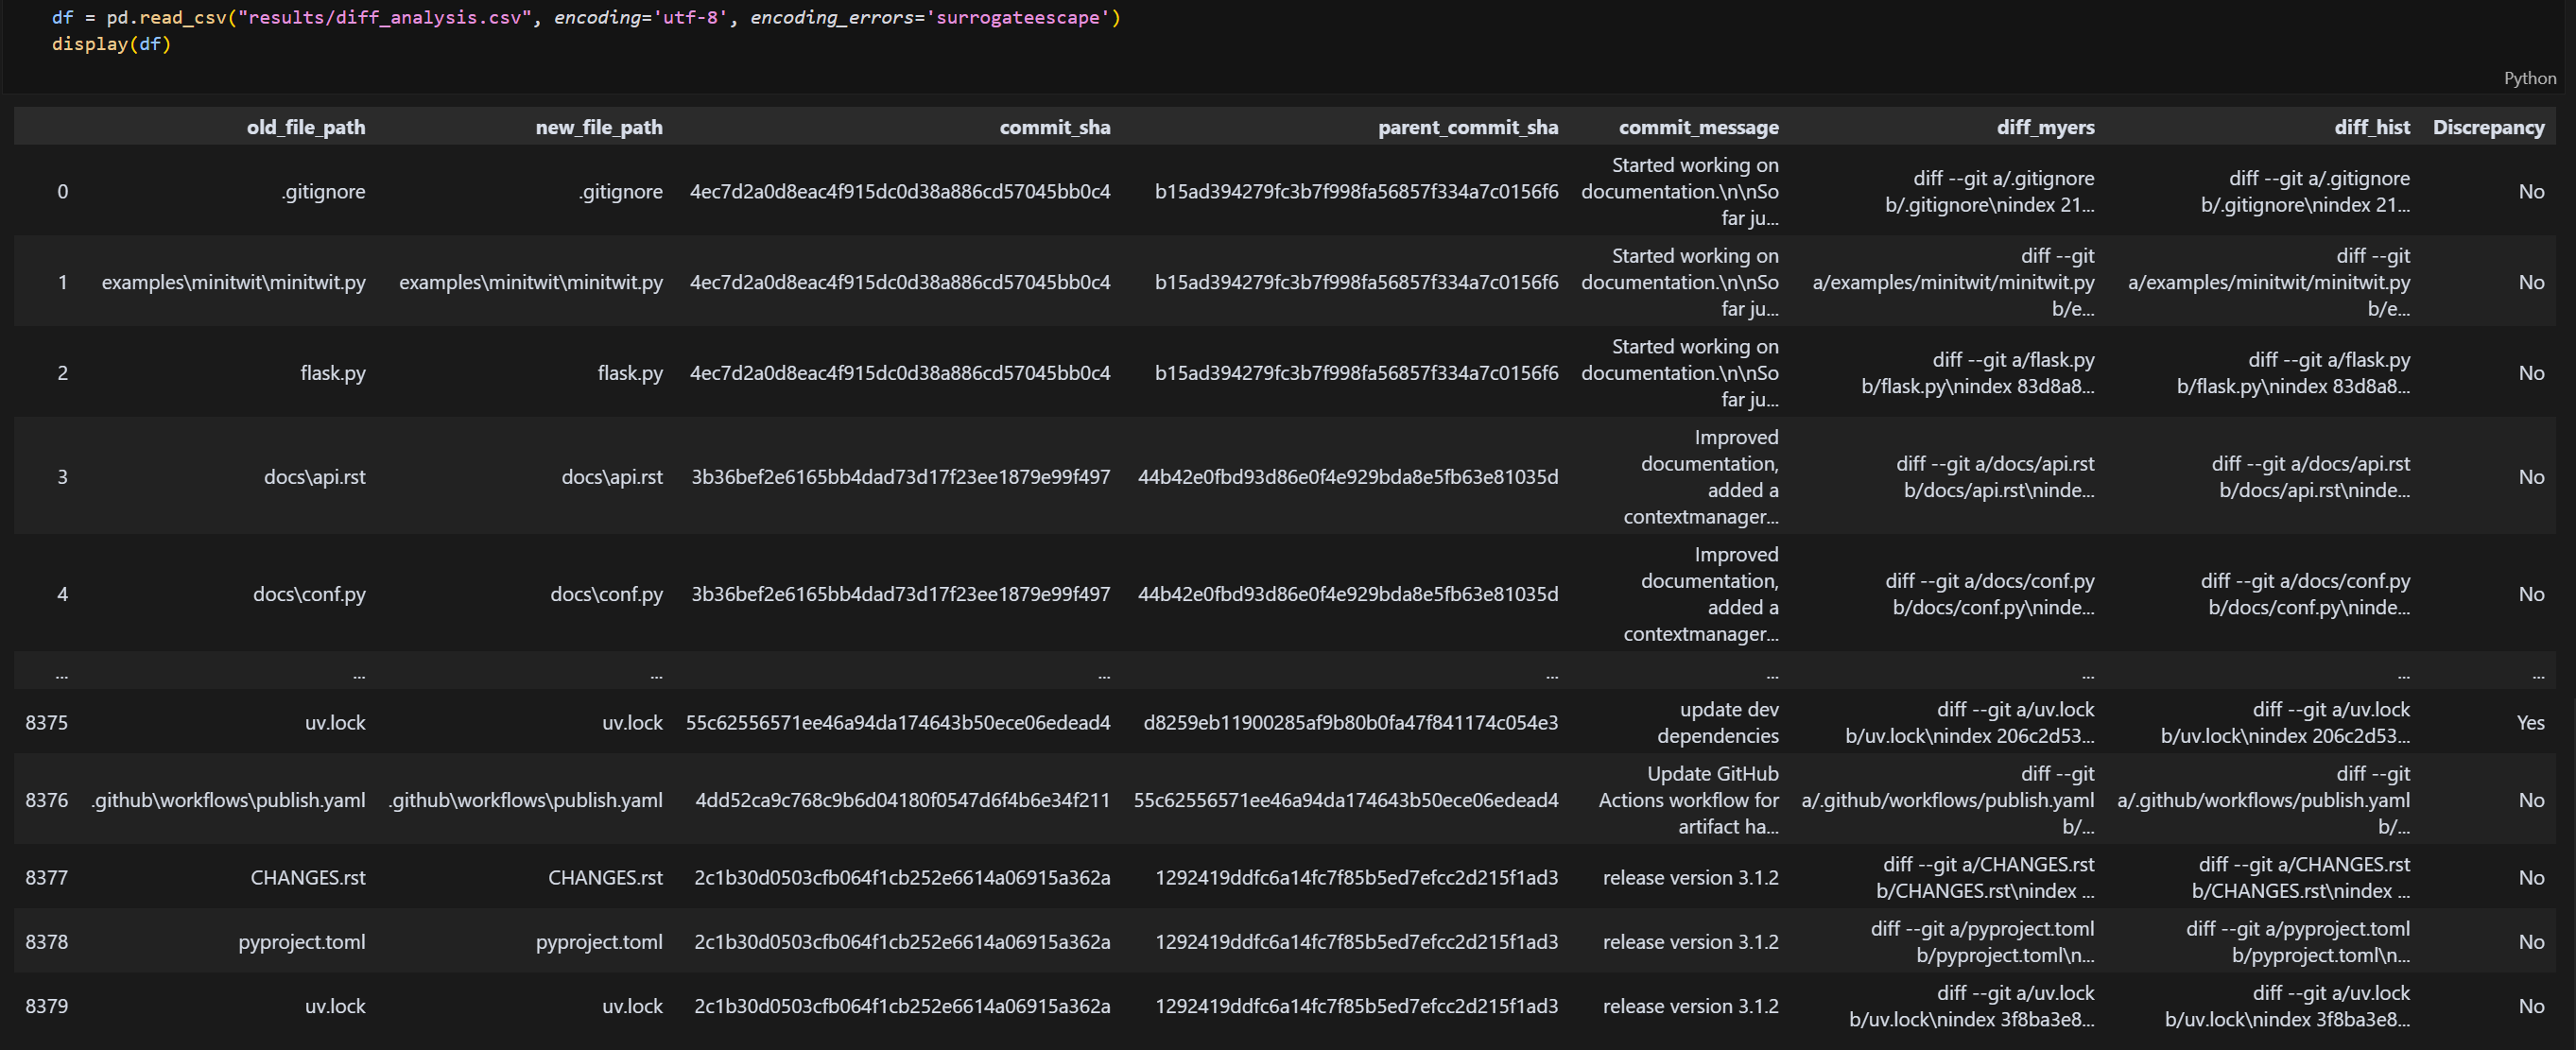 df = pd.read_csv("results/diff_analysis.csv", encoding='utf-8', encoding_errors='surrogateescape')
display(df)
Python
old_file_path new_file_path commit_sha parent_commit_sha commit_message diff_myers diff_hist Discrepancy
0 .gitignore .gitignore 4ec7d2a0d8eac4f915dc0d38a886cd57045bb0c4 b15ad394279fc3b7f998fa56857f334a7c0156f6 Started working on documentation.\n\nSo far ju... diff --git a/.gitignore b/.gitignore\nindex 21... diff --git a/.gitignore b/.gitignore\nindex 21... No
1 examples\minitwit\minitwit.py examples\minitwit\minitwit.py 4ec7d2a0d8eac4f915dc0d38a886cd57045bb0c4 b15ad394279fc3b7f998fa56857f334a7c0156f6 Started working on documentation.\n\nSo far ju... diff --git a/examples/minitwit/minitwit.py b/e... diff --git a/examples/minitwit/minitwit.py b/e... No
2 flask.py flask.py 4ec7d2a0d8eac4f915dc0d38a886cd57045bb0c4 b15ad394279fc3b7f998fa56857f334a7c0156f6 Started working on documentation.\n\nSo far ju... diff --git a/flask.py b/flask.py\nindex 83d8a8... diff --git a/flask.py b/flask.py\nindex 83d8a8... No
3 docs\api.rst docs\api.rst 3b36bef2e6165bb4dad73d17f23ee1879e99f497 44b42e0fbd93d86e0f4e929bda8e5fb63e81035d Improved documentation, added a contextmanager... diff --git a/docs/api.rst b/docs/api.rst\ninde... diff --git a/docs/api.rst b/docs/api.rst\ninde... No
4 docs\conf.py docs\conf.py 3b36bef2e6165bb4dad73d17f23ee1879e99f497 44b42e0fbd93d86e0f4e929bda8e5fb63e81035d Improved documentation, added a contextmanager... diff --git a/docs/conf.py b/docs/conf.py\ninde... diff --git a/docs/conf.py b/docs/conf.py\ninde... No
... ... ... ... ... ... ... ... ...
8375 uv.lock uv.lock 55c62556571ee46a94da174643b50ece06edead4 d8259eb11900285af9b80b0fa47f841174c054e3 update dev dependencies diff --git a/uv.lock b/uv.lock\nindex 206c2d53... diff --git a/uv.lock b/uv.lock\nindex 206c2d53... Yes
8376 .github\workflows\publish.yaml .github\workflows\publish.yaml 4dd52ca9c768c9b6d04180f0547d6f4b6e34f211 55c62556571ee46a94da174643b50ece06edead4 Update GitHub Actions workflow for artifact ha... diff --git a/.github/workflows/publish.yaml b/... diff --git a/.github/workflows/publish.yaml b/... No
8377 CHANGES.rst CHANGES.rst 2c1b30d0503cfb064f1cb252e6614a06915a362a 1292419ddfc6a14fc7f85b5ed7efcc2d215f1ad3 release version 3.1.2 diff --git a/CHANGES.rst b/CHANGES.rst\nindex ... diff --git a/CHANGES.rst b/CHANGES.rst\nindex ... No
8378 pyproject.toml pyproject.toml 2c1b30d0503cfb064f1cb252e6614a06915a362a 1292419ddfc6a14fc7f85b5ed7efcc2d215f1ad3 release version 3.1.2 diff --git a/pyproject.toml b/pyproject.toml\n... diff --git a/pyproject.toml b/pyproject.toml\n... No
8379 uv.lock uv.lock 2c1b30d0503cfb064f1cb252e6614a06915a362a 1292419ddfc6a14fc7f85b5ed7efcc2d215f1ad3 release version 3.1.2 diff --git a/uv.lock b/uv.lock\nindex 3f8ba3e8... diff --git a/uv.lock b/uv.lock\nindex 3f8ba3e8... No